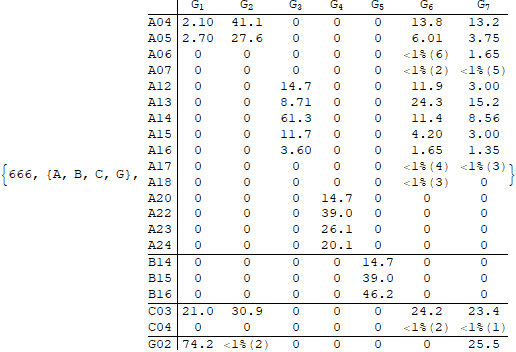 G₁ G₂ G₃ G₄ G₅ G₆ G₇
A04 2.10 41.1 0 0 0 13.8 13.2
A05 2.70 27.6 0 0 0 6.01 3.75
A06 0 0 0 0 0 <1%(6) 1.65
A07 0 0 0 0 0 <1%(2) <1%(5)
A12 0 0 14.7 0 0 11.9 3.00
A13 0 0 8.71 0 0 24.3 15.2
A14 0 0 61.3 0 0 11.4 8.56
A15 0 0 11.7 0 0 4.20 3.00
A16 0 0 3.60 0 0 1.65 1.35
A17 0 0 0 0 0 <1%(4) <1%(3)
{666, {A, B, C, G}, }
A18 0 0 0 0 0 <1%(3) 0
A20 0 0 0 14.7 0 0 0
A22 0 0 0 39.0 0 0 0
A23 0 0 0 26.1 0 0 0
A24 0 0 0 20.1 0 0 0
B14 0 0 0 0 14.7 0 0
B15 0 0 0 0 39.0 0 0
B16 0 0 0 0 46.2 0 0
C03 21.0 30.9 0 0 0 24.2 23.4
C04 0 0 0 0 0 <1%(2) <1%(1)
G02 74.2 <1%(2) 0 0 0 0 25.5